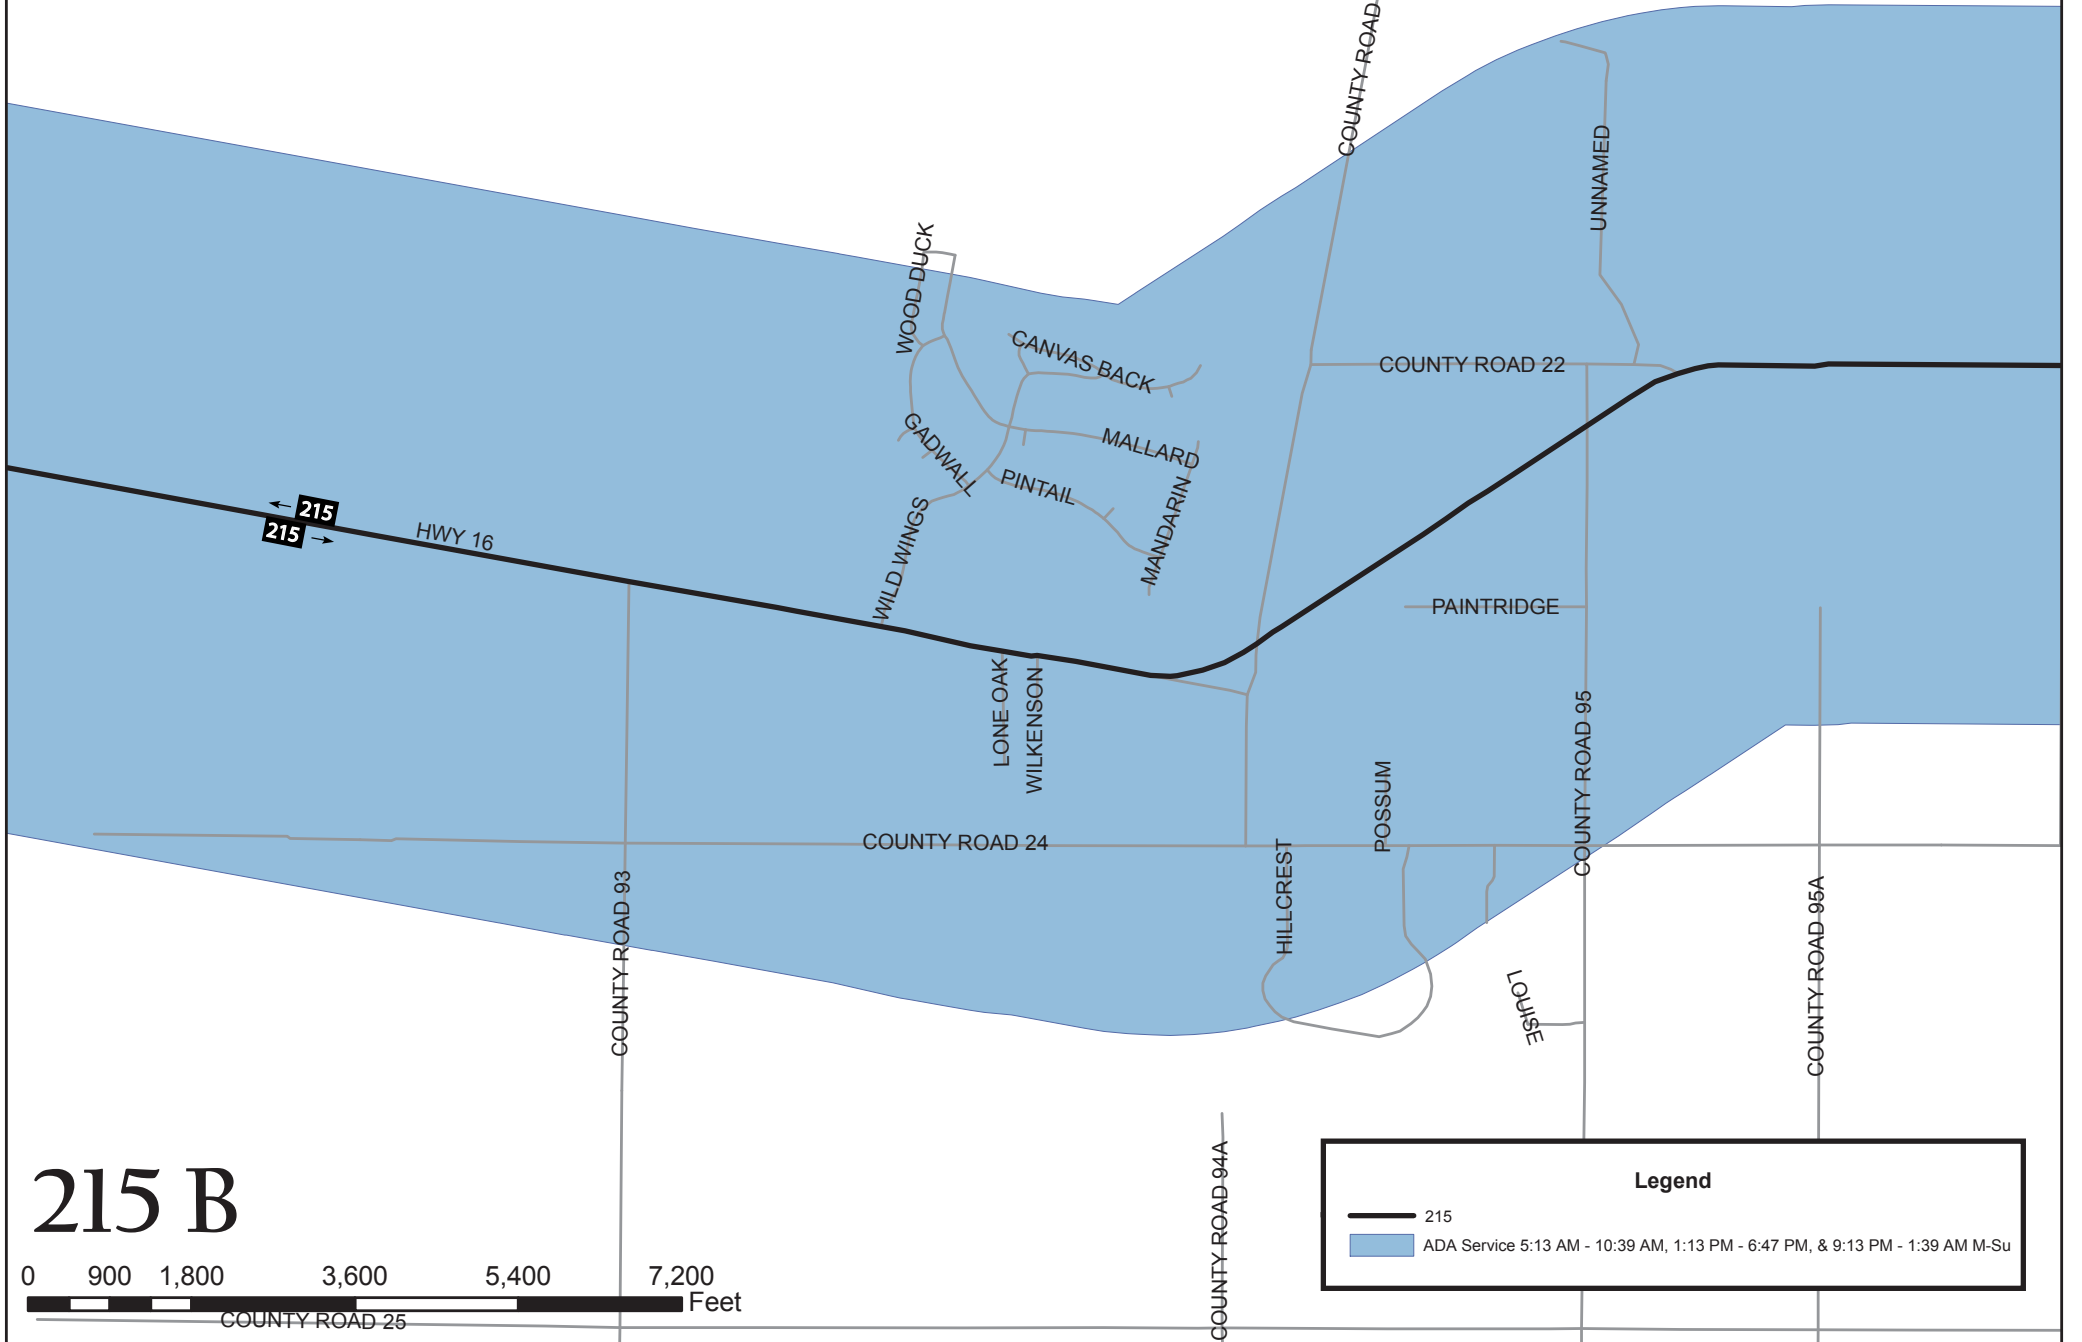 COUNTY ROAD
UNNAMED
WOOD DUCK
CANVAS BACK
COUNTY ROAD 22
GADWALL
MALLARD
PINTAIL
MANDARIN
WILD WINGS
215
215
HWY 16
PAINTRIDGE
LONE OAK
WILKENSON
COUNTY ROAD 95
POSSUM
COUNTY ROAD 24
HILLCREST
COUNTY ROAD 93
COUNTY ROAD 95A
LOUISE
COUNTY ROAD 94A
215 B
0 900 1,800 3,600 5,400 7,200
Feet
COUNTY ROAD 25
Legend
215
ADA Service 5:13 AM - 10:39 AM, 1:13 PM - 6:47 PM, & 9:13 PM - 1:39 AM M-Su